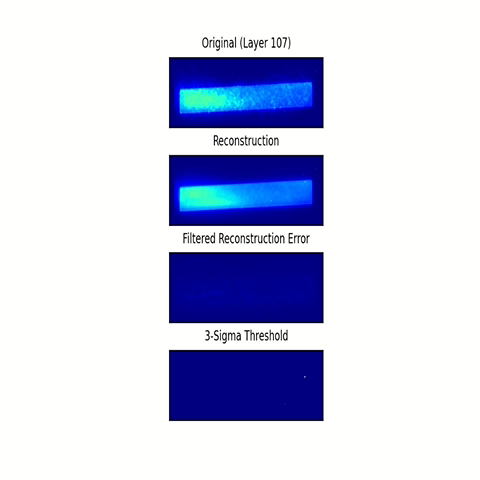 Original (Layer 107)
Reconstruction
Filtered Reconstruction Error
3-Sigma Threshold